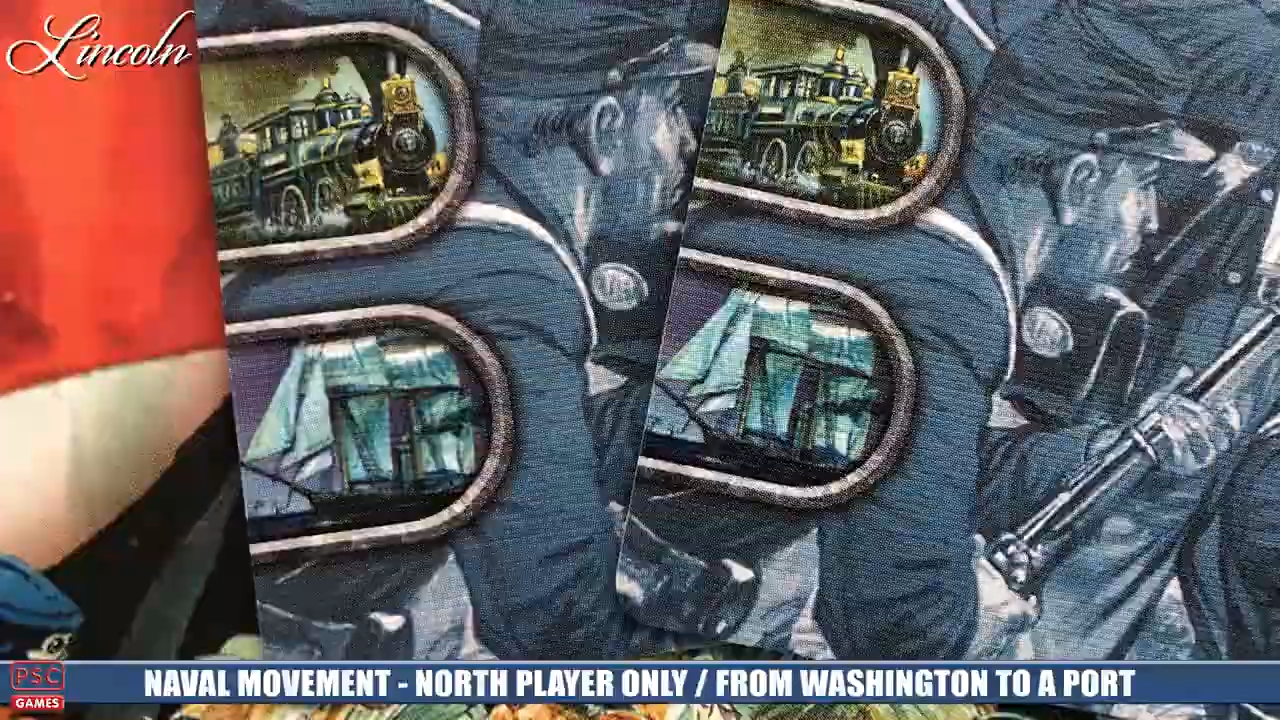 Lincoln
PSC
GAMES
NAVAL MOVEMENT - NORTH PLAYER ONLY / FROM WASHINGTON TO A PORT